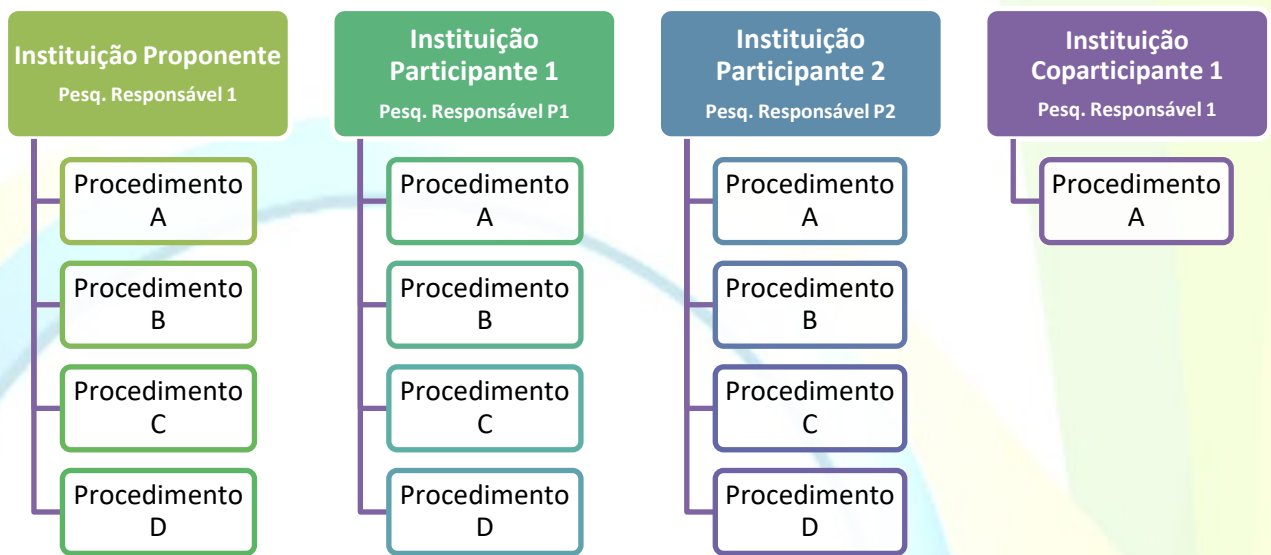 Instituição Proponente
Pesq. Responsável 1
Procedimento
A
Procedimento
B
Procedimento
C
Procedimento
D
Instituição
Participante 1
Pesq. Responsável P1
Procedimento
A
Procedimento
B
Procedimento
C
Procedimento
D
Instituição
Participante 2
Pesq. Responsável P2
Procedimento
A
Procedimento
B
Procedimento
C
Procedimento
D
Instituição
Coparticipante 1
Pesq. Responsável 1
Procedimento
A